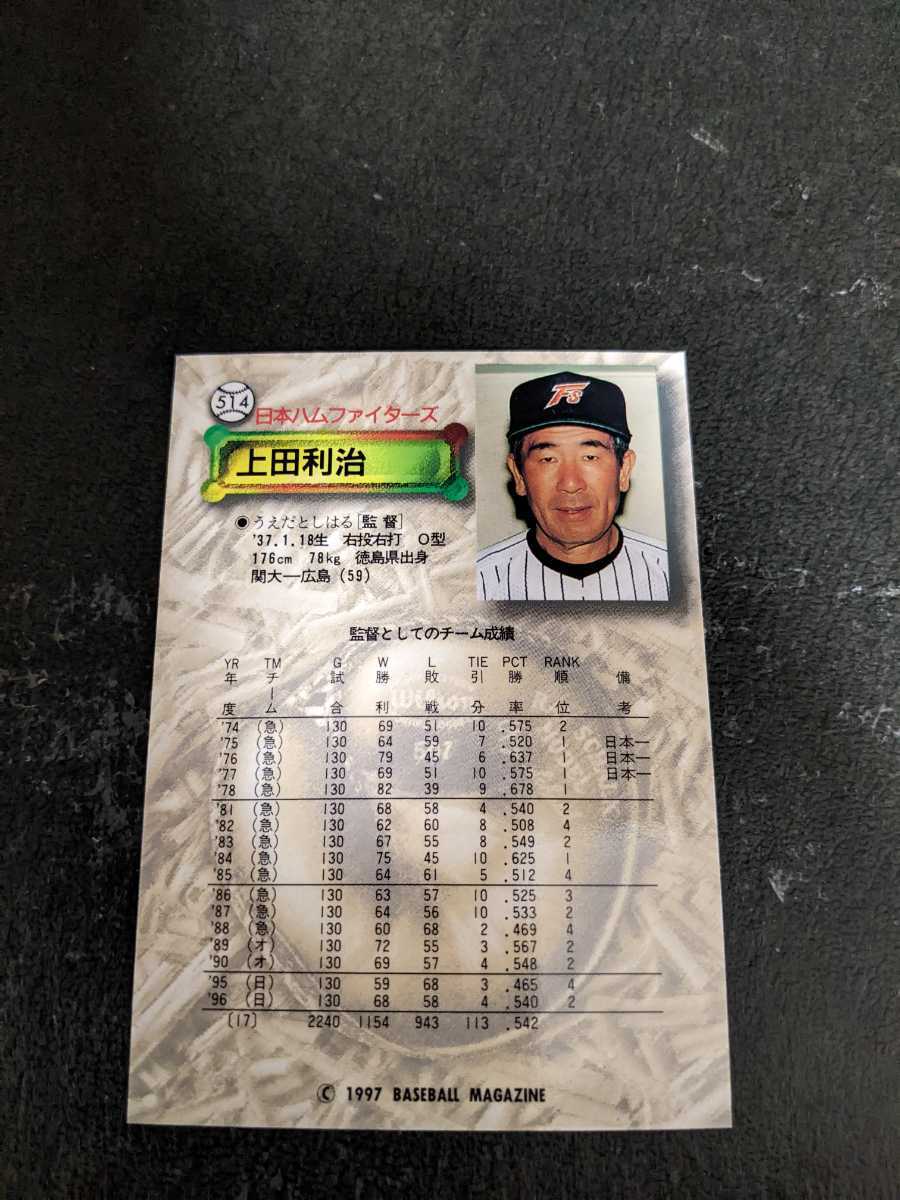 514
日本ハムファイターズ
上田利治
F's
●うえだとしはる[監督]
'37.1.18生 右投右打 O型
176cm 78kg 徳島県出身
関大—広島(59)
監督としてのチーム成績
YR TM G W L TIE PCT RANK
年度 チーム 試合 勝利 敗戦 引分 勝率 順位 備考
'74 (急) 130 69 51 10 .575 2
'75 (急) 130 64 59 7 .520 1 日本一
'76 (急) 130 79 45 6 .637 1 日本一
'77 (急) 130 69 51 10 .575 1 日本一
'78 (急) 130 82 39 9 .678 1
'81 (急) 130 68 58 4 .540 2
'82 (急) 130 62 60 8 .508 4
'83 (急) 130 67 55 8 .549 2
'84 (急) 130 75 45 10 .625 1
'85 (急) 130 64 61 5 .512 4
'86 (急) 130 63 57 10 .525 3
'87 (急) 130 64 56 10 .533 2
'88 (急) 130 60 68 2 .469 4
'89 (オ) 130 72 55 3 .567 2
'90 (オ) 130 69 57 4 .548 2
'95 (日) 130 59 68 3 .465 4
'96 (日) 130 68 58 4 .540 2
〔17〕 2240 1154 943 113 .542
Wilson
© 1997 BASEBALL MAGAZINE